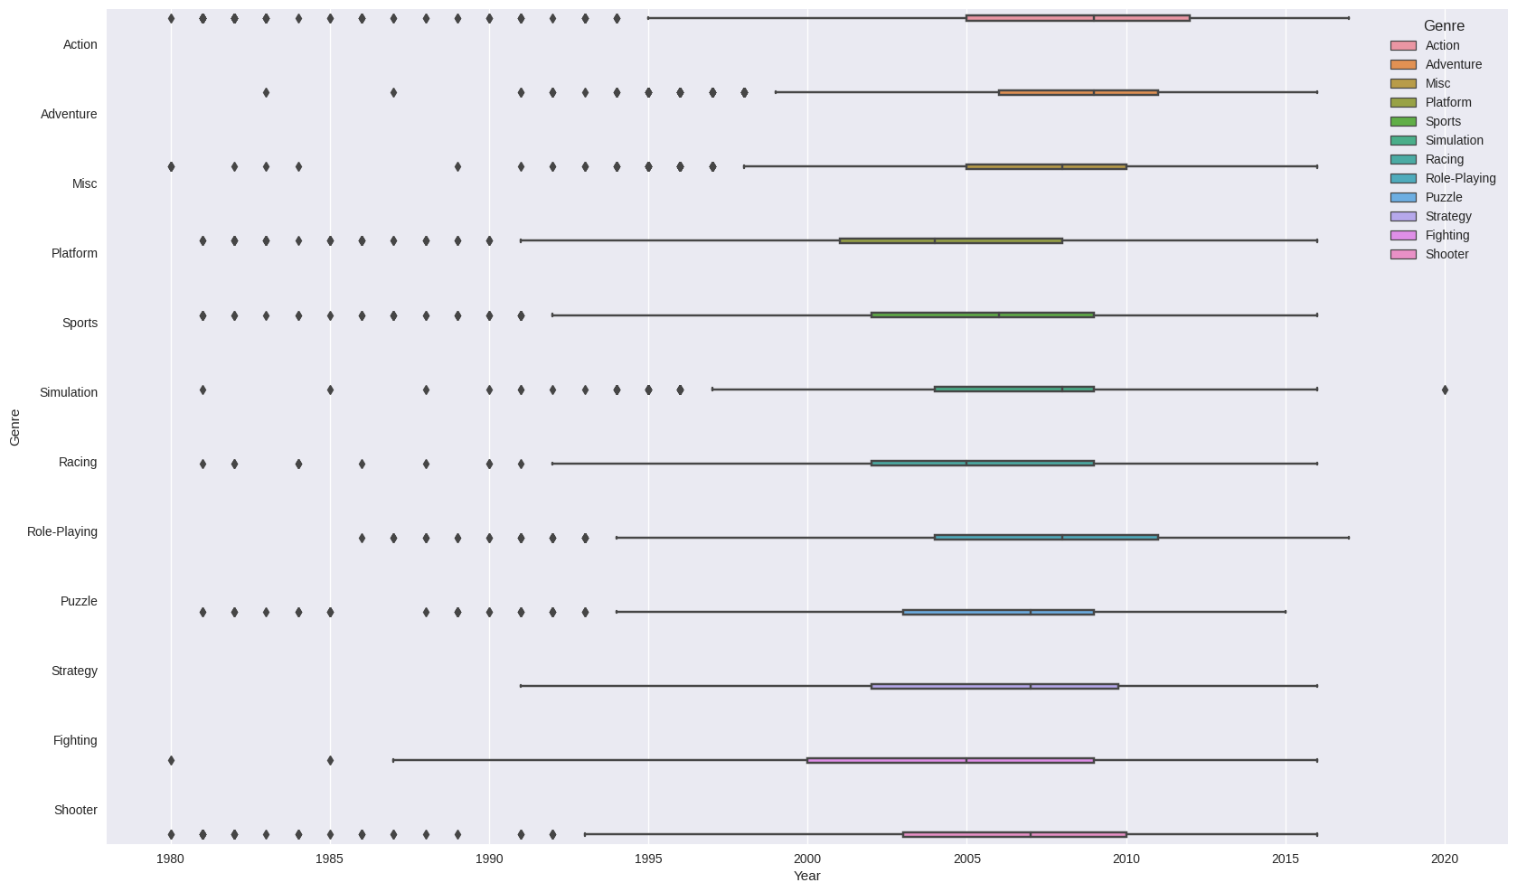 Genre
Action
Adventure
Misc
Platform
Sports
Simulation
Racing
Role-Playing
Puzzle
Strategy
Fighting
Shooter
Action
Adventure
Misc
Platform
Sports
Simulation
Racing
Role-Playing
Puzzle
Strategy
Fighting
Shooter
Genre
1980 1985 1990 1995 2000 2005 2010 2015 2020
Year